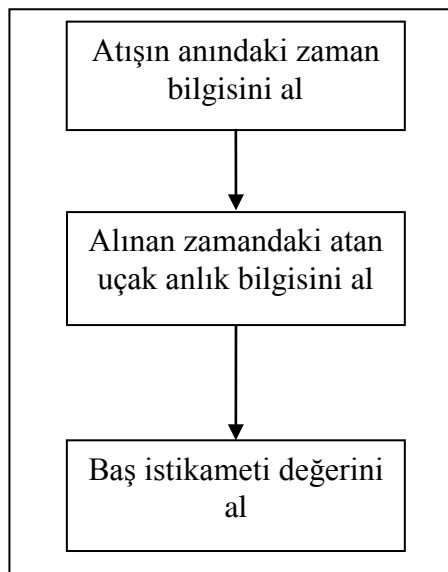 Atışın anındaki zaman
bilgisini al
Alınan zamandaki atan
uçak anlık bilgisini al
Baş istikameti değerini
al